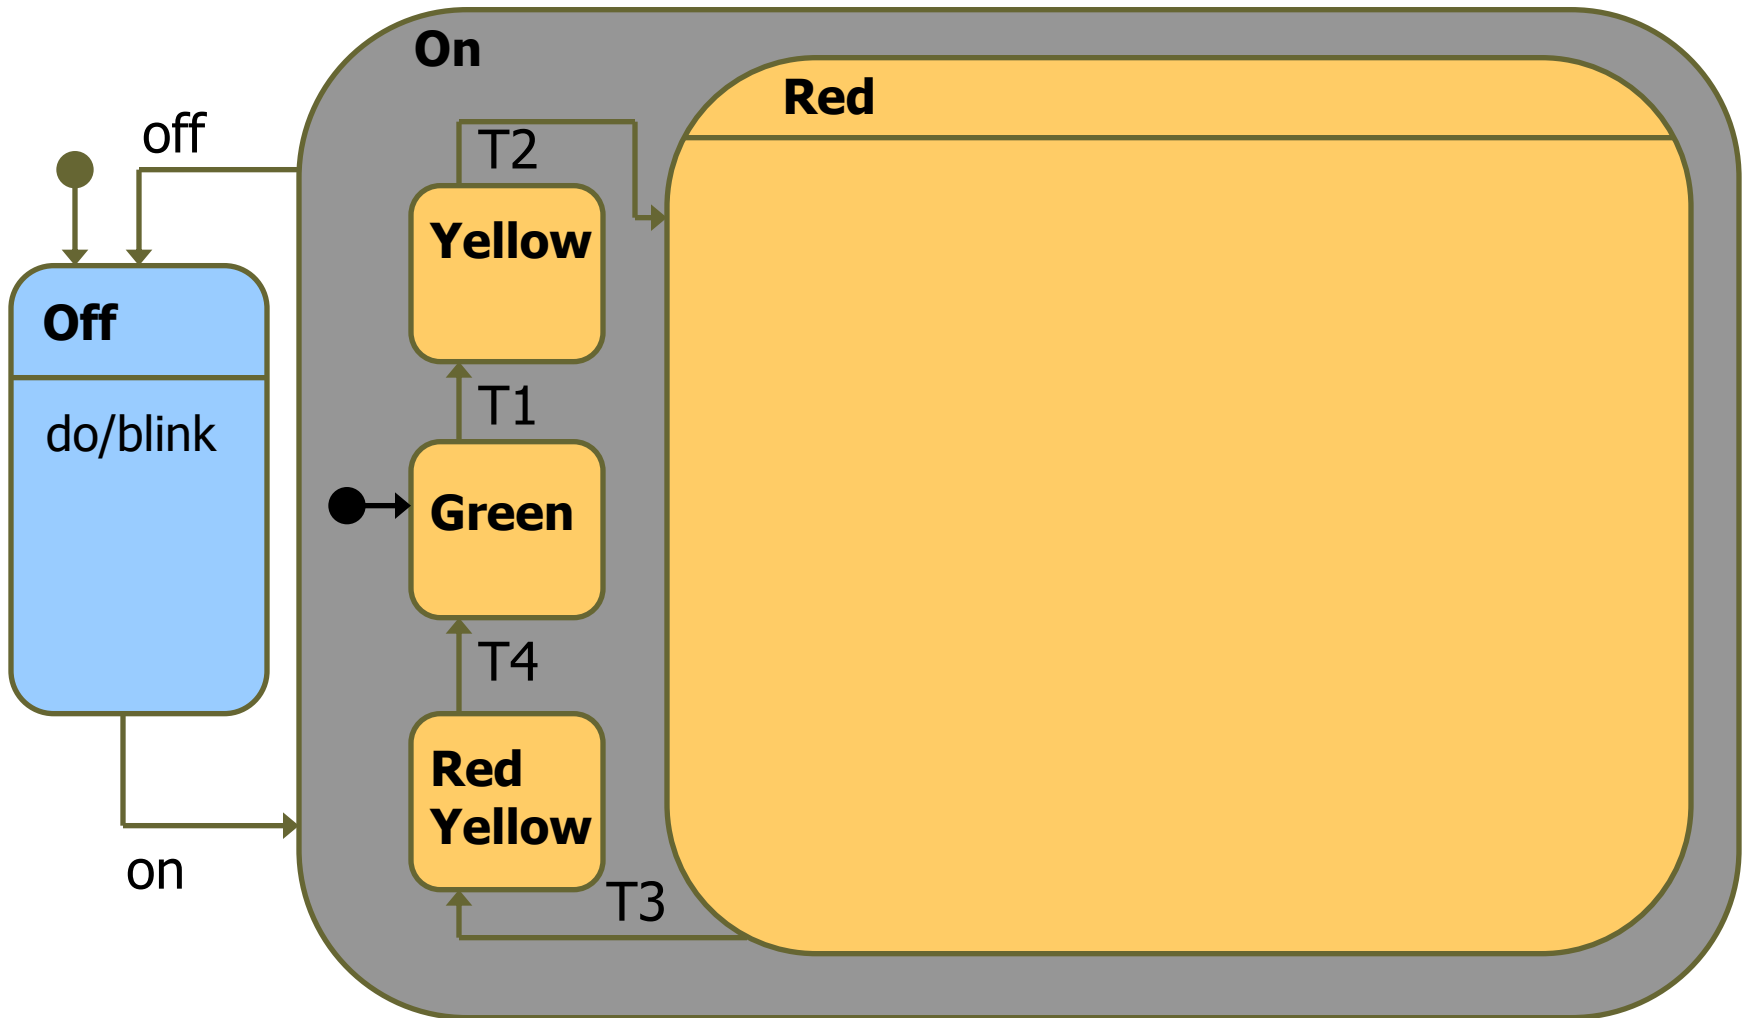 On
Red
off
T2
Yellow
Off
T1
do/blink
Green
T4
Red
Yellow
T3
on